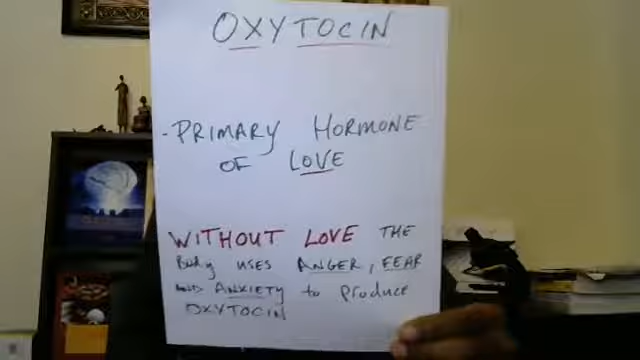 OXYTOCIN
- PRIMARY HORMONE
OF LOVE
WITHOUT LOVE THE
Body uses ANGER, FEAR
AND ANXIETY to Produce
OXYTOCIN